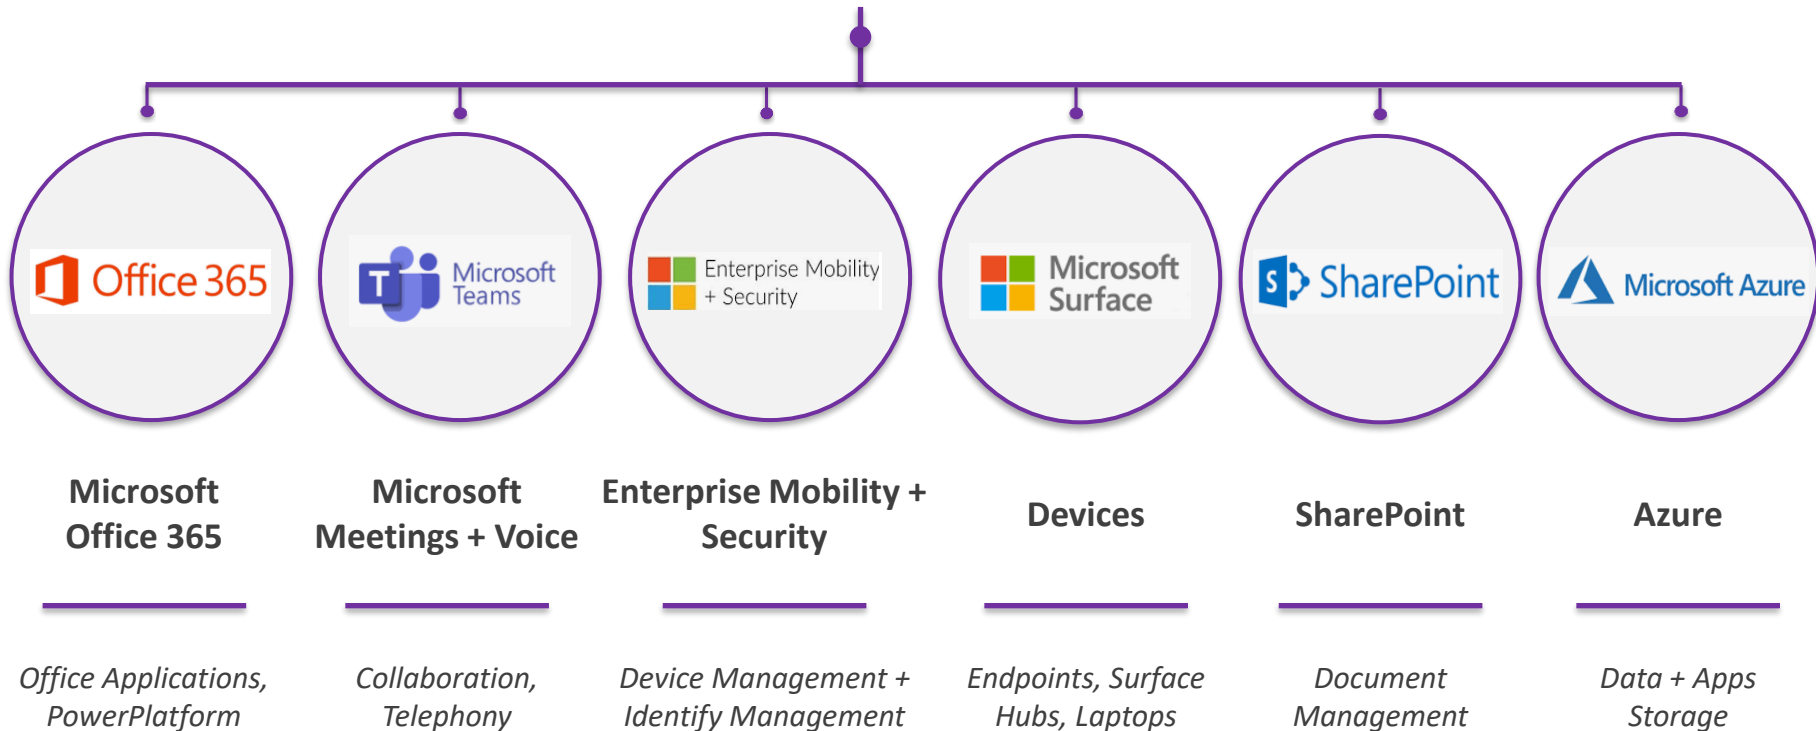 Office 365
Microsoft
Teams
Enterprise Mobility
+ Security
Microsoft
Surface
SharePoint
Microsoft Azure
Microsoft
Office 365
Microsoft
Meetings + Voice
Enterprise Mobility +
Security
Devices
SharePoint
Azure
Office Applications,
PowerPlatform
Collaboration,
Telephony
Device Management +
Identify Management
Endpoints, Surface
Hubs, Laptops
Document
Management
Data + Apps
Storage